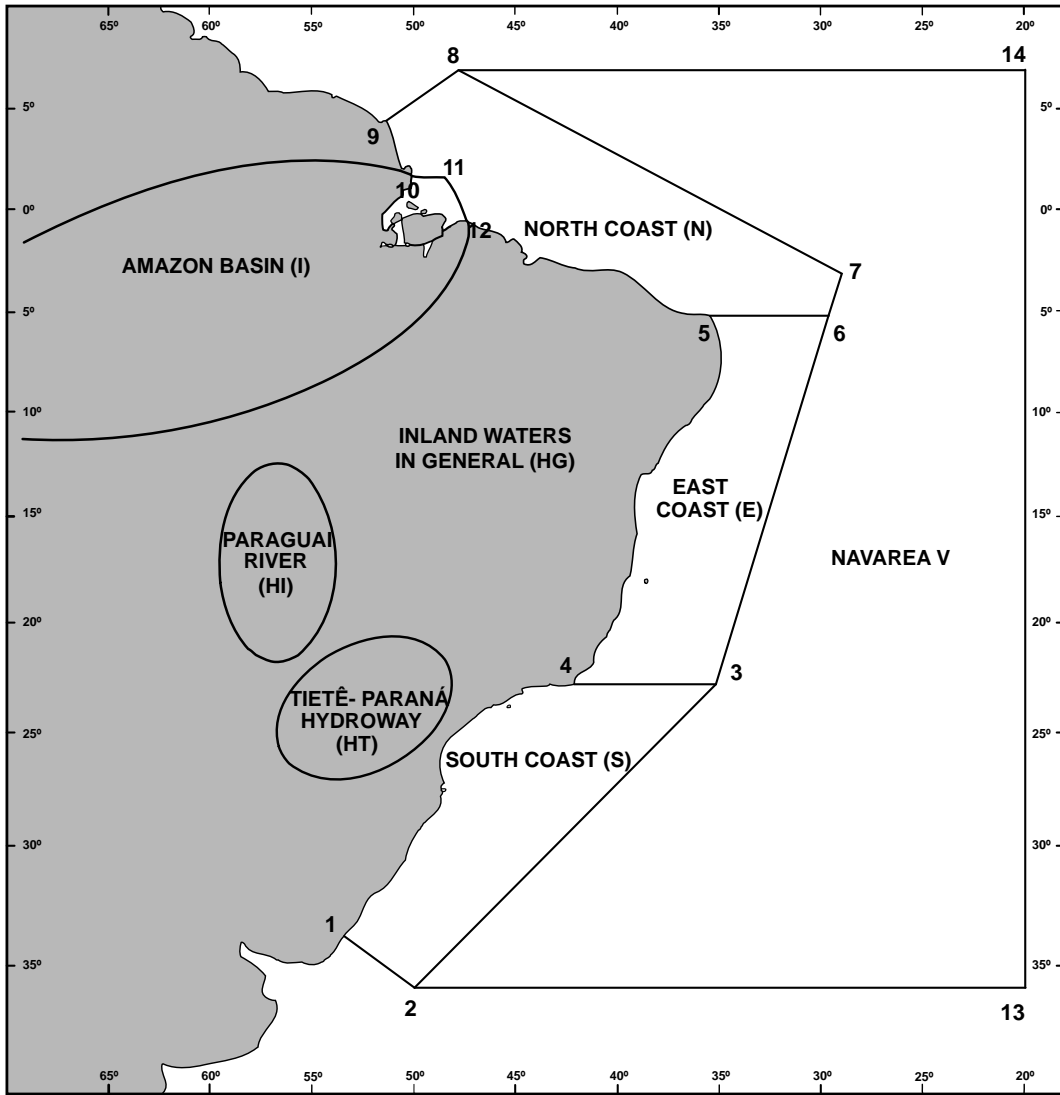 65º 60º 55º 50º 45º 40º 35º 30º 25º 20º
8 14
5º 5º
9
11
10
0º 0º
12 NORTH COAST (N)
AMAZON BASIN (I)
7
5º 5º
5 6
10º 10º
INLAND WATERS
IN GENERAL (HG)
EAST
COAST (E)
15º 15º
PARAGUAI
RIVER
(HI)
NAVAREA V
20º 20º
4 3
TIETÊ- PARANÁ
HYDROWAY
(HT)
25º 25º
SOUTH COAST (S)
30º 30º
1
35º 35º
2 13
65º 60º 55º 50º 45º 40º 35º 30º 25º 20º